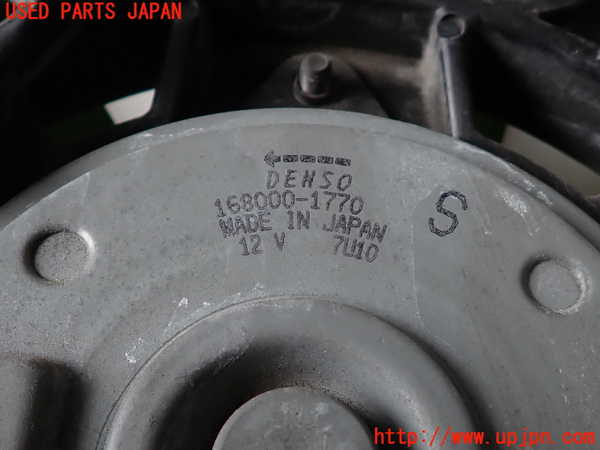 USED PARTS JAPAN
DENSO
168000-1770
S
MADE IN JAPAN
12 V 7U10
http://www.upjpn.com/